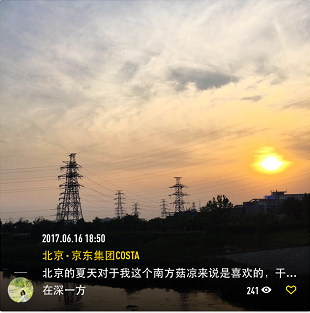 2017.06.16 18:50
北京·京东集团COSTA
北京的夏天对于我这个南方菇凉来说是喜欢的，干...
在深一方
241